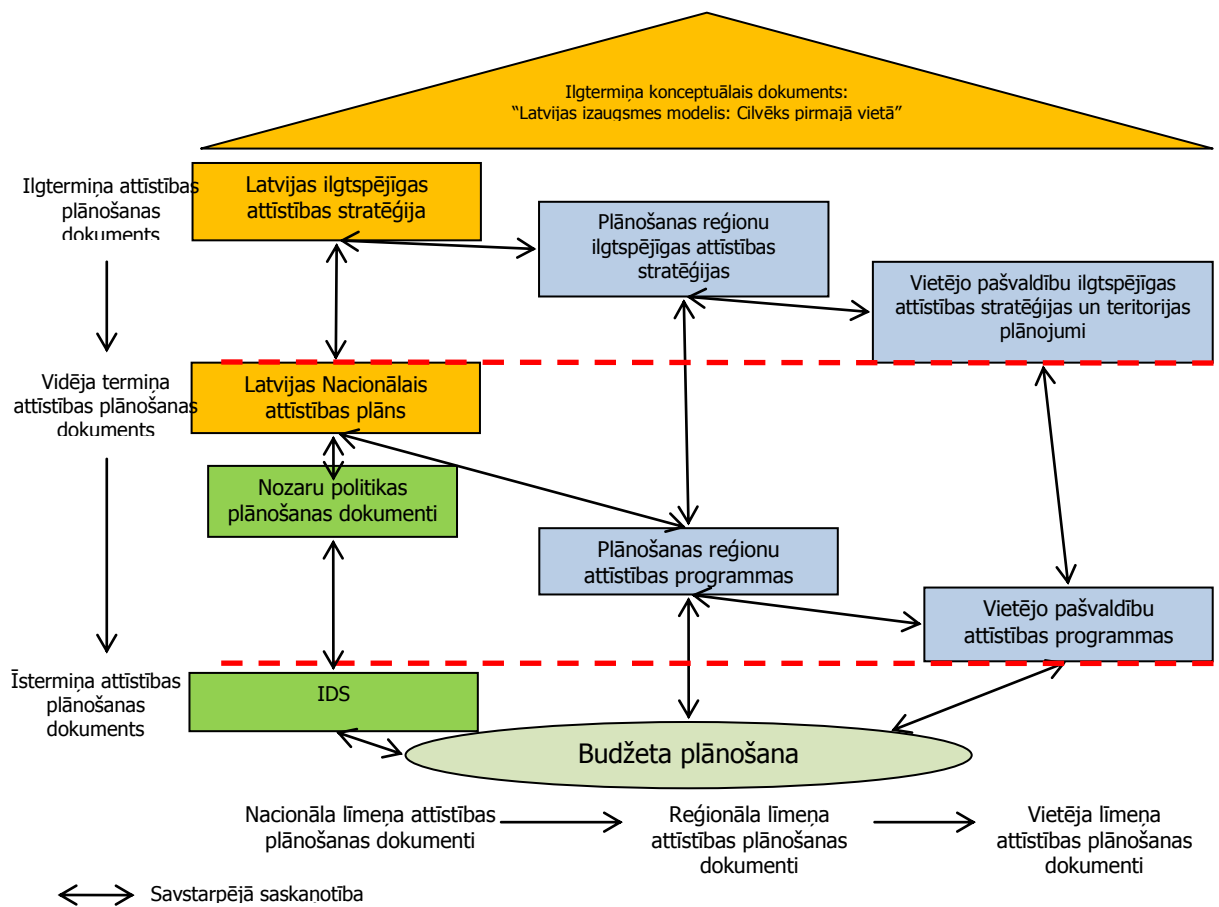 Ilgtermiņa konceptuālais dokuments:
“Latvijas izaugsmes modelis: Cilvēks pirmajā vietā”
Ilgtermiņa attīstības
plānošanas
dokuments
Latvijas ilgtspējīgas
attīstības stratēģija
Plānošanas reģionu
ilgtspējīgas attīstības
stratēģijas
Vietējo pašvaldību ilgtspējīgas
attīstības stratēģijas un teritorijas
plānojumi
Vidēja termiņa
attīstības plānošanas
dokuments
Latvijas Nacionālais
attīstības plāns
Nozaru politikas
plānošanas dokumenti
Plānošanas reģionu
attīstības programmas
Vietējo pašvaldību
attīstības programmas
Īstermiņa attīstības
plānošanas
dokuments
IDS
Budžeta plānošana
Nacionāla līmeņa attīstības
plānošanas dokumenti
Reģionāla līmeņa
attīstības plānošanas
dokumenti
Vietēja līmeņa
attīstības plānošanas
dokumenti
Savstarpējā saskaņotība